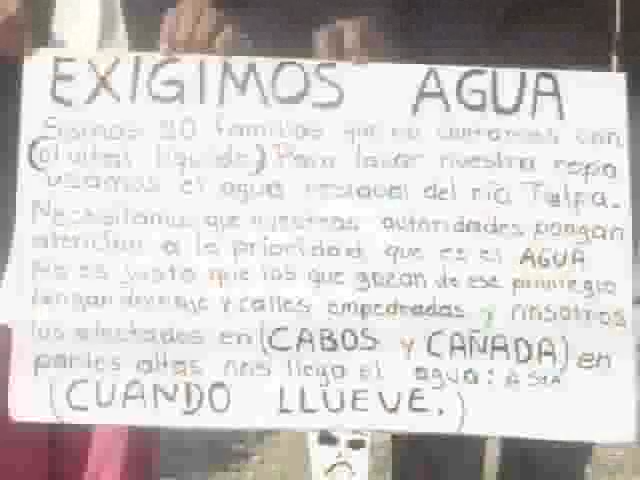 EXIGIMOS AGUA
Somos 20 familias que no contamos con
(el vital liquido) Para lavar nuestra ropa
usamos el agua residual del río Talpa.
Necesitamos que nuestras autoridades pongan
atención a la prioridad que es el AGUA
No es justo que los que gozan de ese privilegio
tengan drenaje y calles empedradas y nosotros
los afectados en (CABOS y CAÑADA) en
partes altas nos llega el agua: A SEA
(CUANDO LLUEVE.)